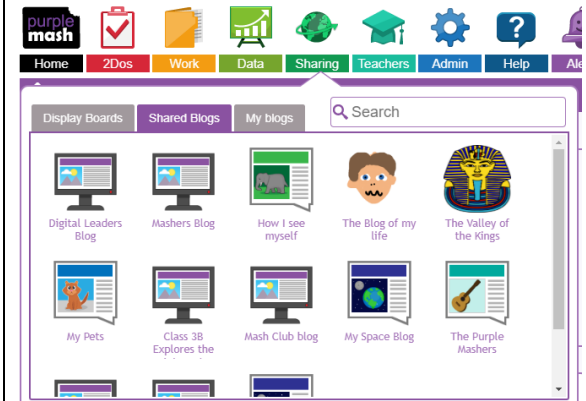 purple
mash
Home
2Dos
Work
Data
Sharing
Teachers
Admin
Help
Ale
Display Boards
Shared Blogs
My blogs
Search
Digital Leaders
Blog
Mashers Blog
How I see
myself
The Blog of my
life
The Valley of
the Kings
My Pets
Class 3B
Explores the
Mash Club blog
My Space Blog
The Purple
Mashers